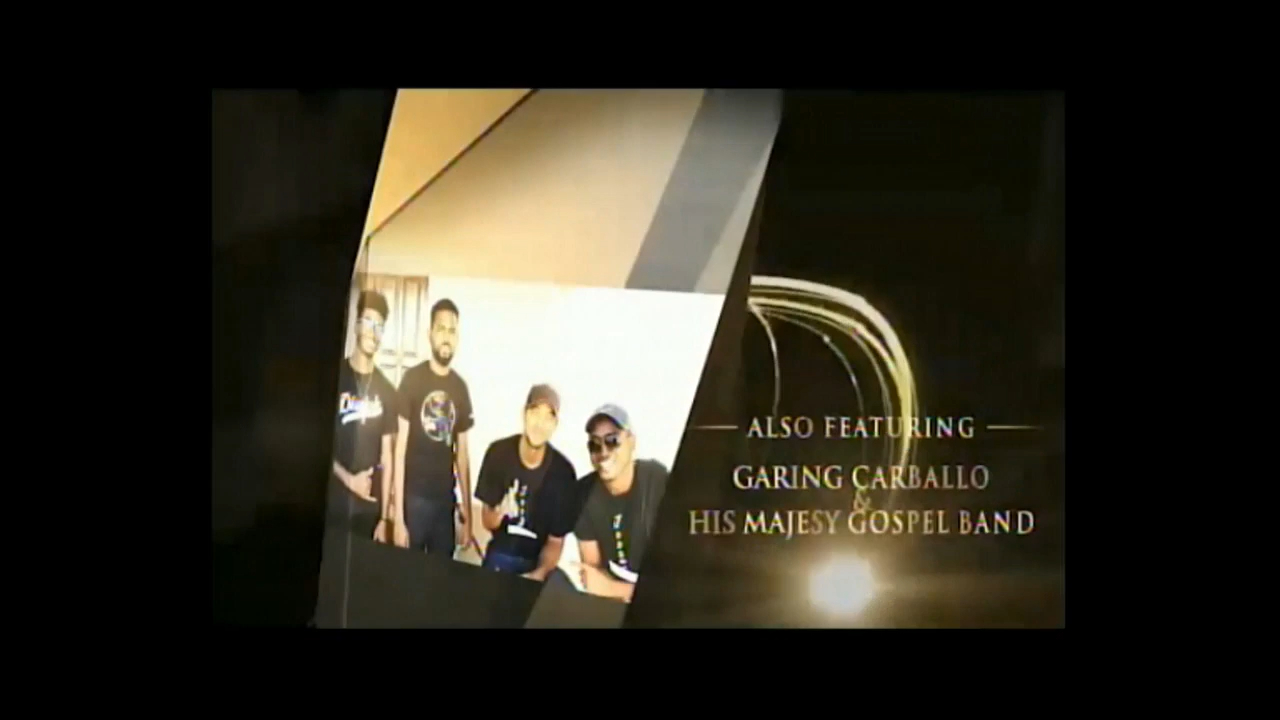 ALSO FEATURING
GARING CARBALLO
&
HIS MAJESY GOSPEL BAND